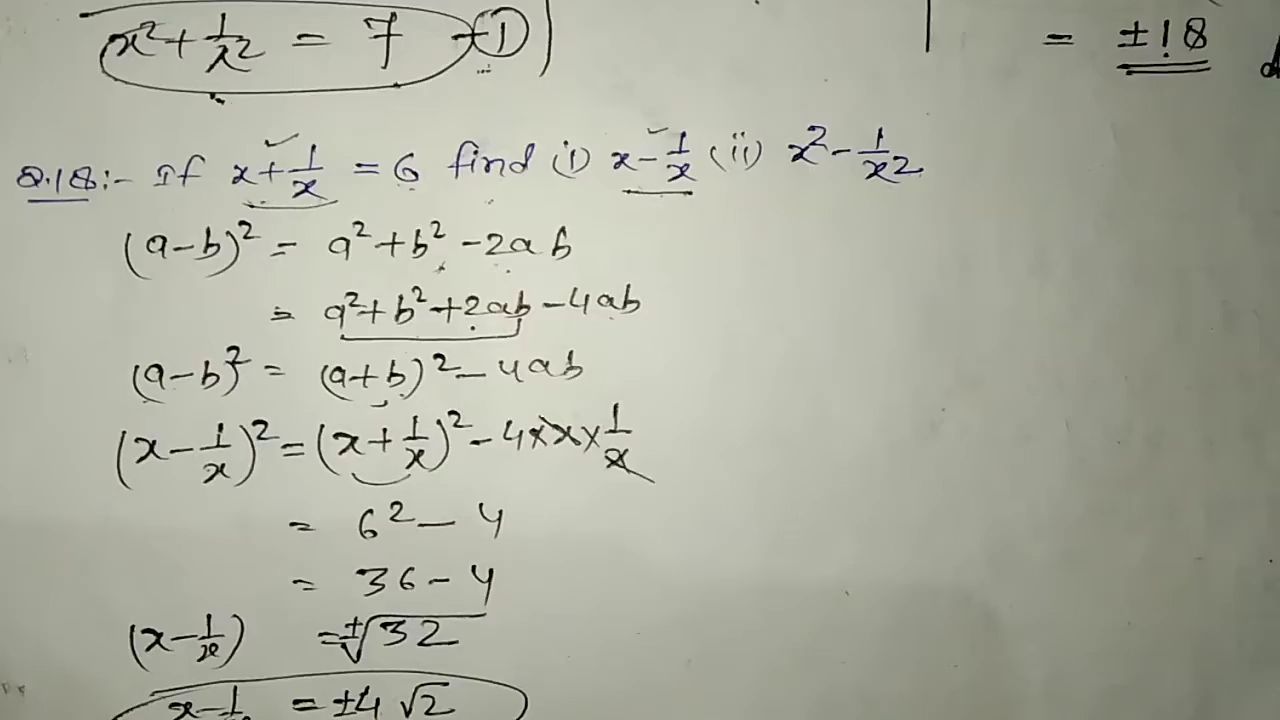 x² + 1/x² = 7 -①
= ±18
Q.18:- If x + 1/x = 6 find (i) x - 1/x (ii) x² - 1/x²
(a-b)² = a² + b² - 2ab
= a² + b² + 2ab - 4ab
(a-b)² = (a+b)² - 4ab
(x - 1/x)² = (x + 1/x)² - 4 × x × 1/x
= 6² - 4
= 36 - 4
(x - 1/x) = ±√32
x - 1/x = ±4√2